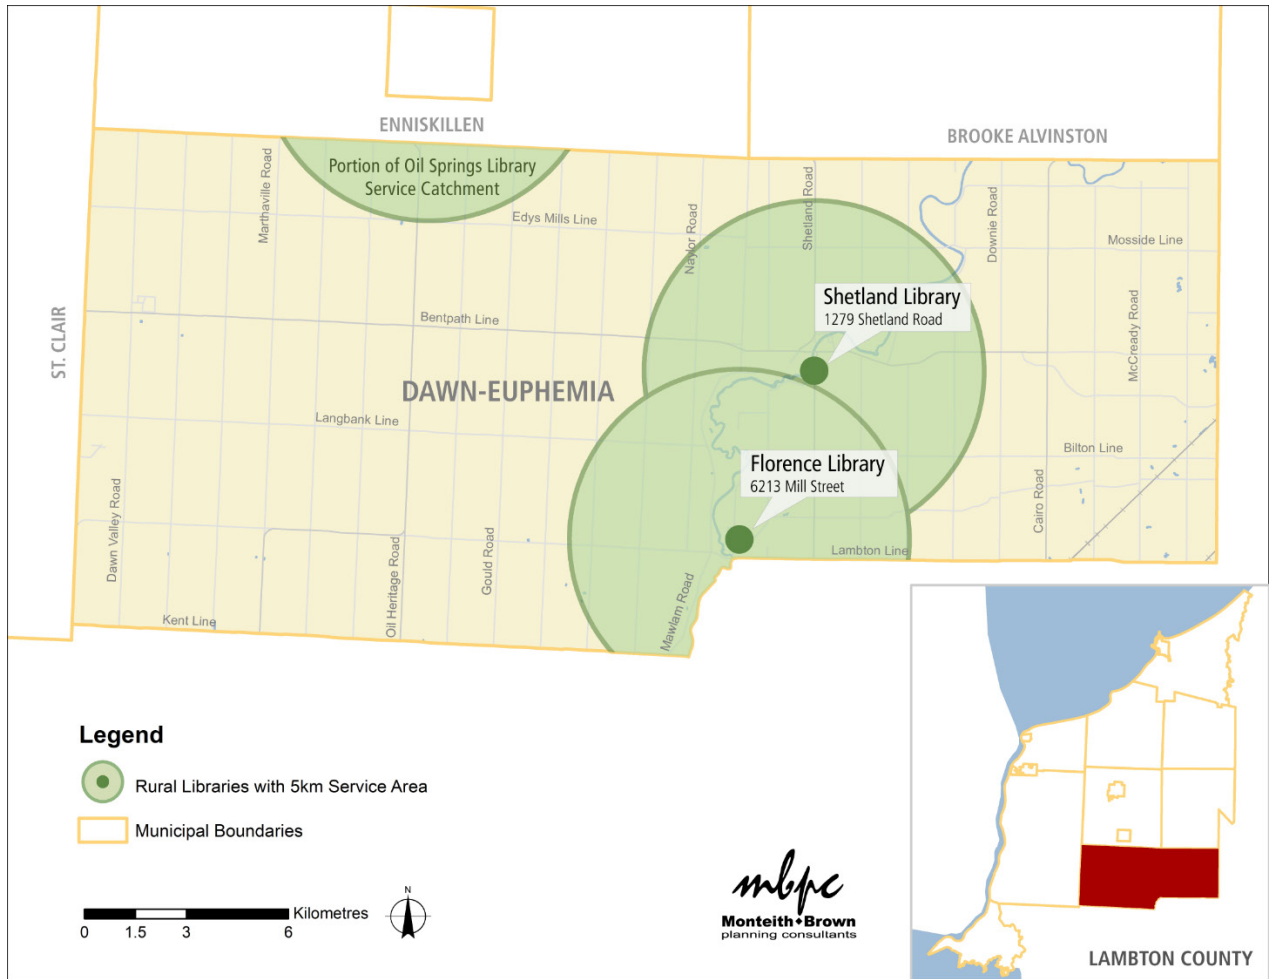 ENNISKILLEN
BROOKE ALVINSTON
Portion of Oil Springs Library
Service Catchment
Marthaville Road
Edys Mills Line
Naylor Road
Shetland Road
Downie Road
Mosside Line
Shetland Library
1279 Shetland Road
ST. CLAIR
Bentpath Line
McCready Road
DAWN-EUPHEMIA
Langbank Line
Bilton Line
Florence Library
6213 Mill Street
Dawn Valley Road
Oil Heritage Road
Gould Road
Cairo Road
Lambton Line
Mawlam Road
Kent Line
Legend
Rural Libraries with 5km Service Area
Municipal Boundaries
N
Kilometres
0 1.5 3 6
mbpc
Monteith Brown
planning consultants
LAMBTON COUNTY